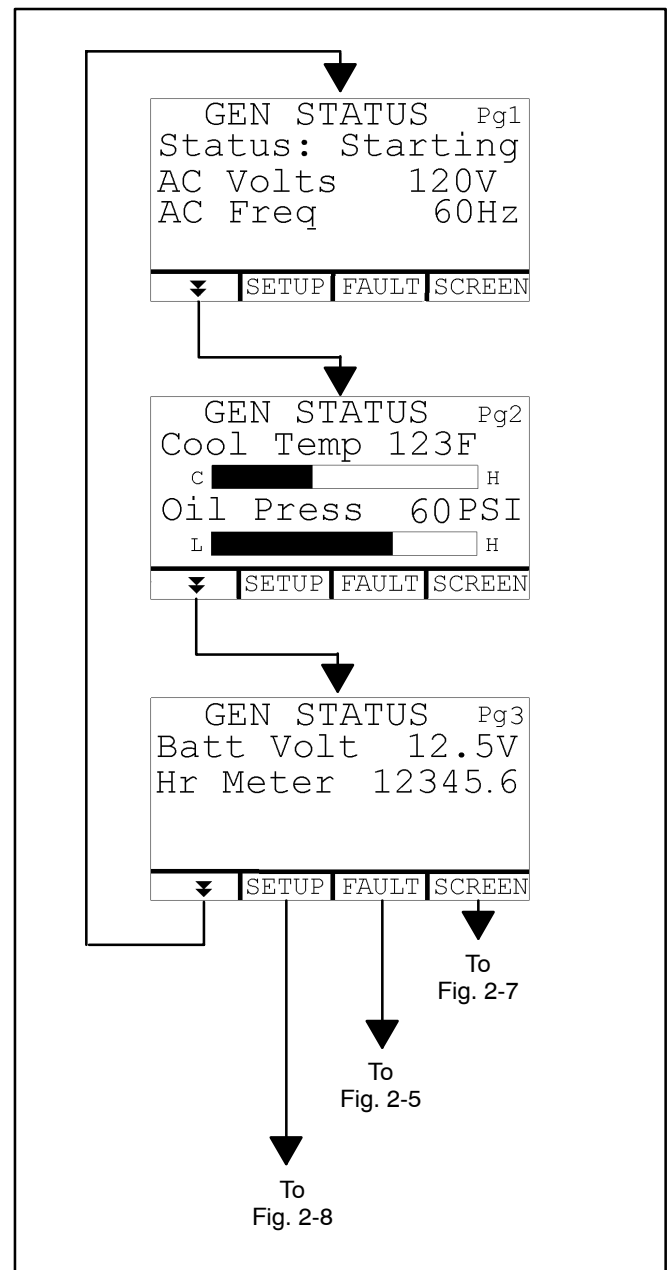 GEN STATUS Pg1
Status: Starting
AC Volts 120V
AC Freq 60Hz
SETUP FAULT SCREEN
GEN STATUS Pg2
Cool Temp 123F
C H
Oil Press 60PSI
L H
SETUP FAULT SCREEN
GEN STATUS Pg3
Batt Volt 12.5V
Hr Meter 12345.6
SETUP FAULT SCREEN
To
Fig. 2-7
To
Fig. 2-5
To
Fig. 2-8